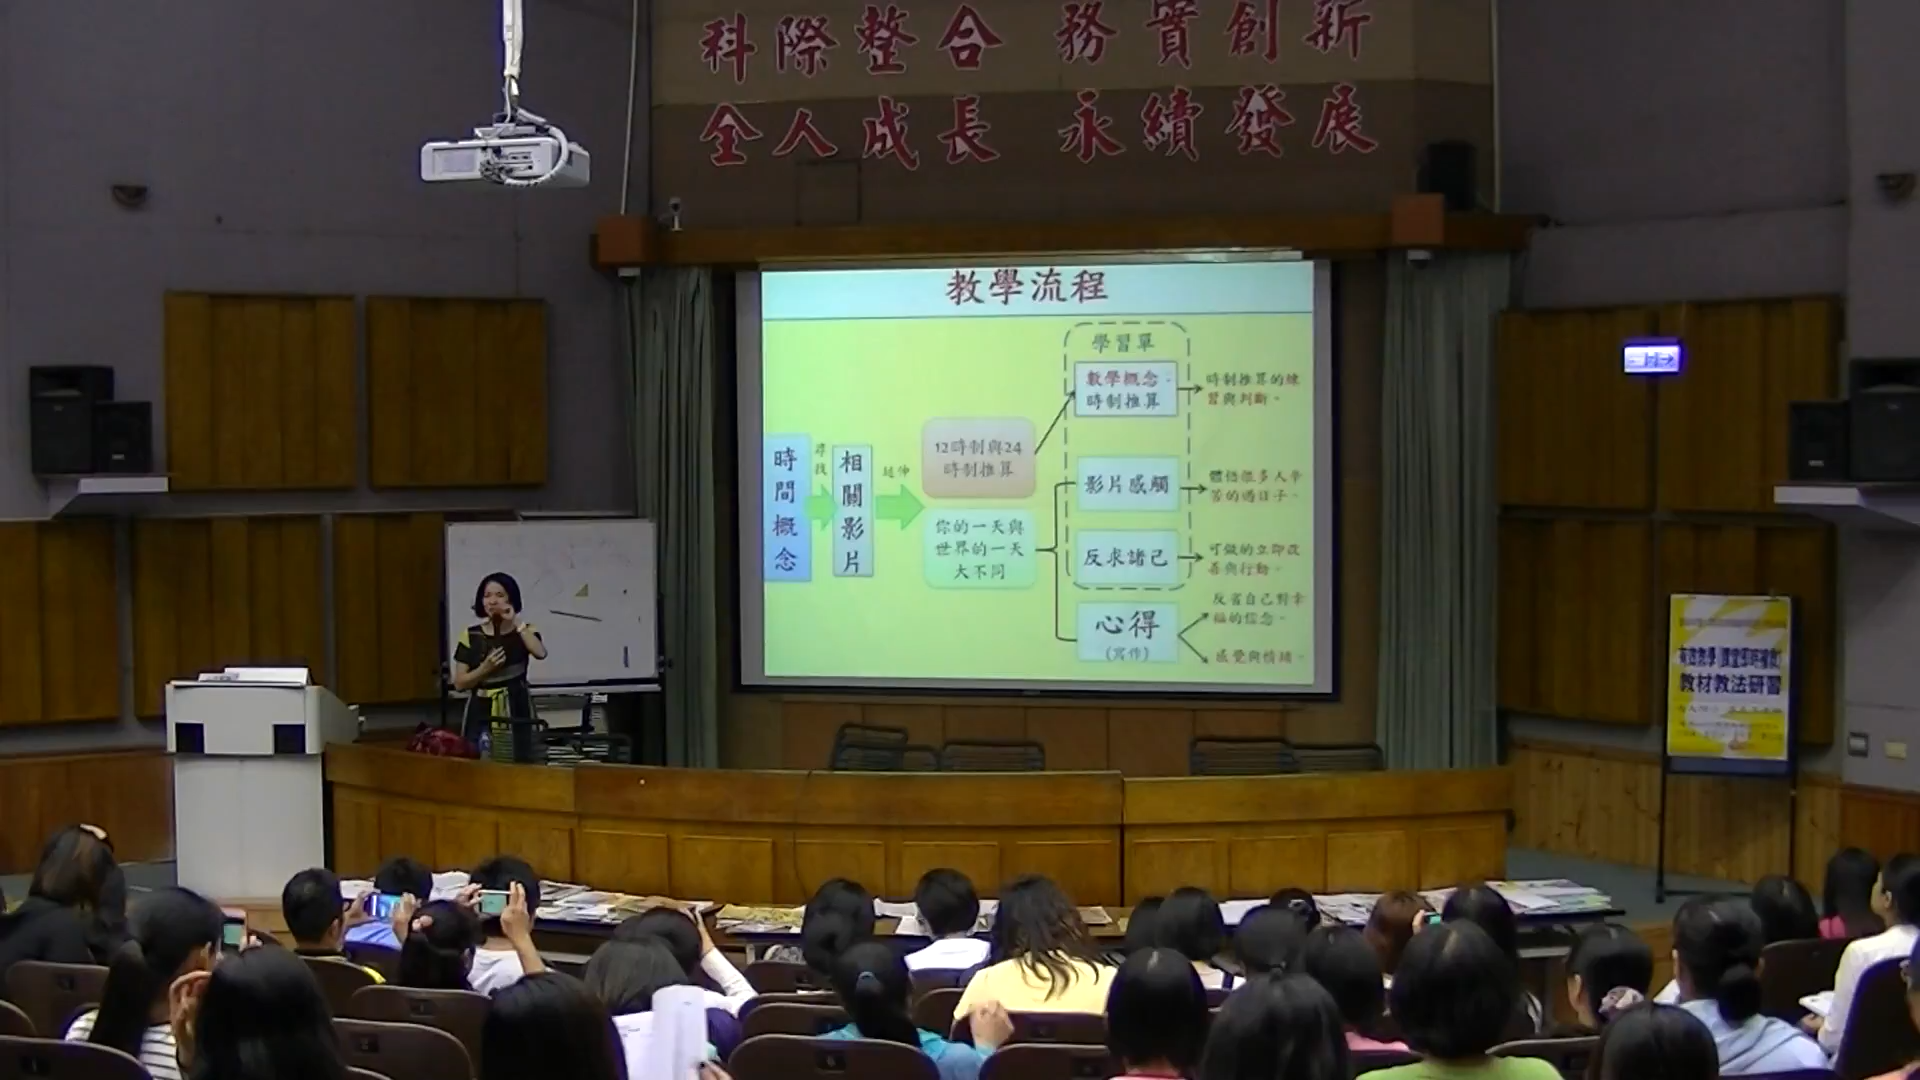 科際整合 務實創新
全人成長 永續發展
教學流程
學習單
數學概念-
時制推算
時制推算的練
習與判斷。
時間概念
尋找
相關影片
延伸
12時制與24
時制推算
影片感觸
體悟很多人辛
苦的過日子。
你的一天與
世界的一天
大不同
反求諸己
可做的立即改
善與行動。
心得
(寫作)
反省自己對幸
福的信念。
感覺與情緒。
教材教法研習